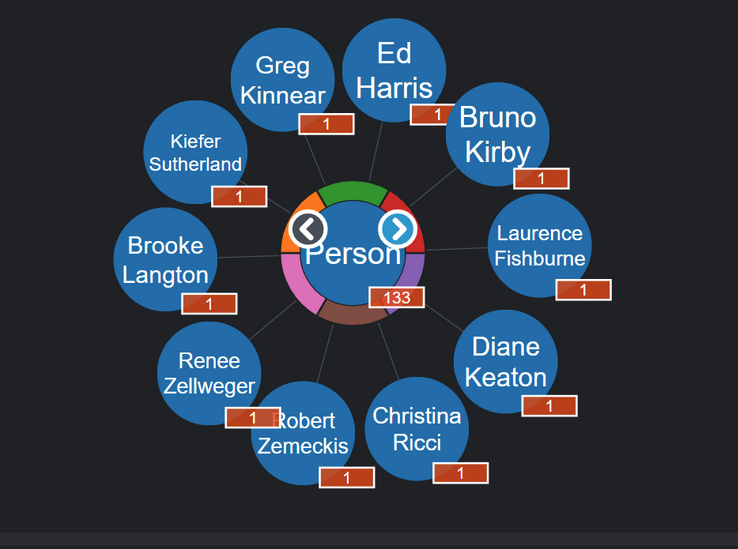 Ed
Harris
1
Greg
Kinnear
1
Bruno
Kirby
1
Kiefer
Sutherland
1
Laurence
Fishburne
1
Brooke
Langton
1
Person
133
Diane
Keaton
1
Renee
Zellweger
1
Robert
Zemeckis
1
Christina
Ricci
1